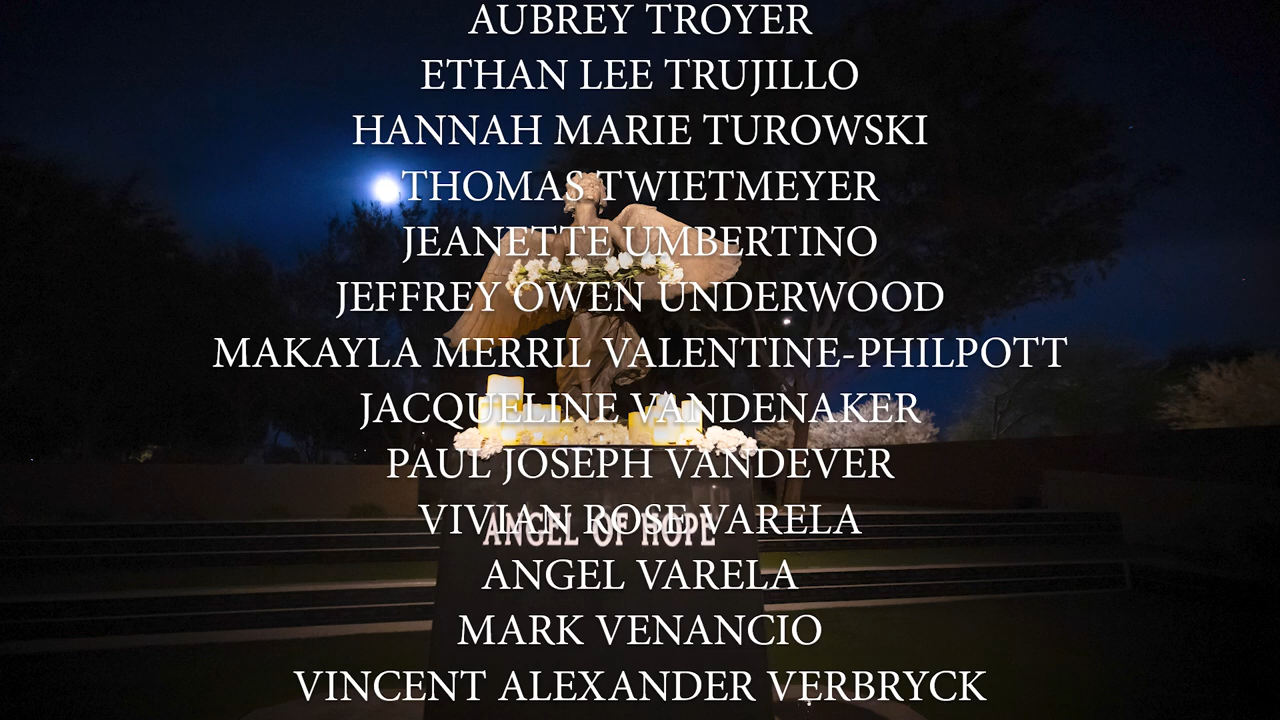 AUBREY TROYER
ETHAN LEE TRUJILLO
HANNAH MARIE TUROWSKI
THOMAS TWIETMEYER
JEANETTE UMBERTINO
JEFFREY OWEN UNDERWOOD
MAKAYLA MERRIL VALENTINE-PHILPOTT
JACQUELINE VANDENAKER
PAUL JOSEPH VANDEVER
VIVIAN ROSE VARELA
ANGEL OF HOPE
ANGEL VARELA
MARK VENANCIO
VINCENT ALEXANDER VERBRYCK